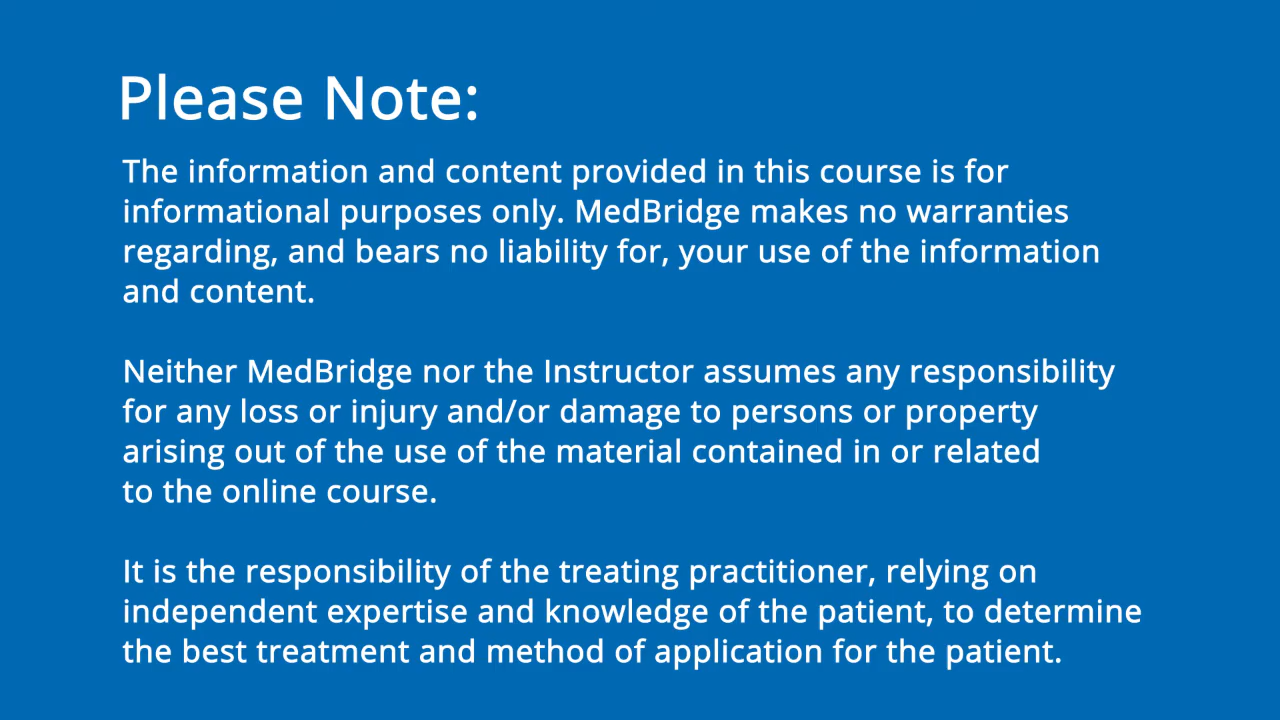 Please Note:
The information and content provided in this course is for
informational purposes only. MedBridge makes no warranties
regarding, and bears no liability for, your use of the information
and content.
Neither MedBridge nor the Instructor assumes any responsibility
for any loss or injury and/or damage to persons or property
arising out of the use of the material contained in or related
to the online course.
It is the responsibility of the treating practitioner, relying on
independent expertise and knowledge of the patient, to determine
the best treatment and method of application for the patient.